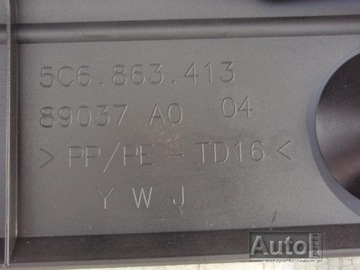 5C6.863.413
89037 A0 04
> PP/PE - TD16 <
Y W J
Auto